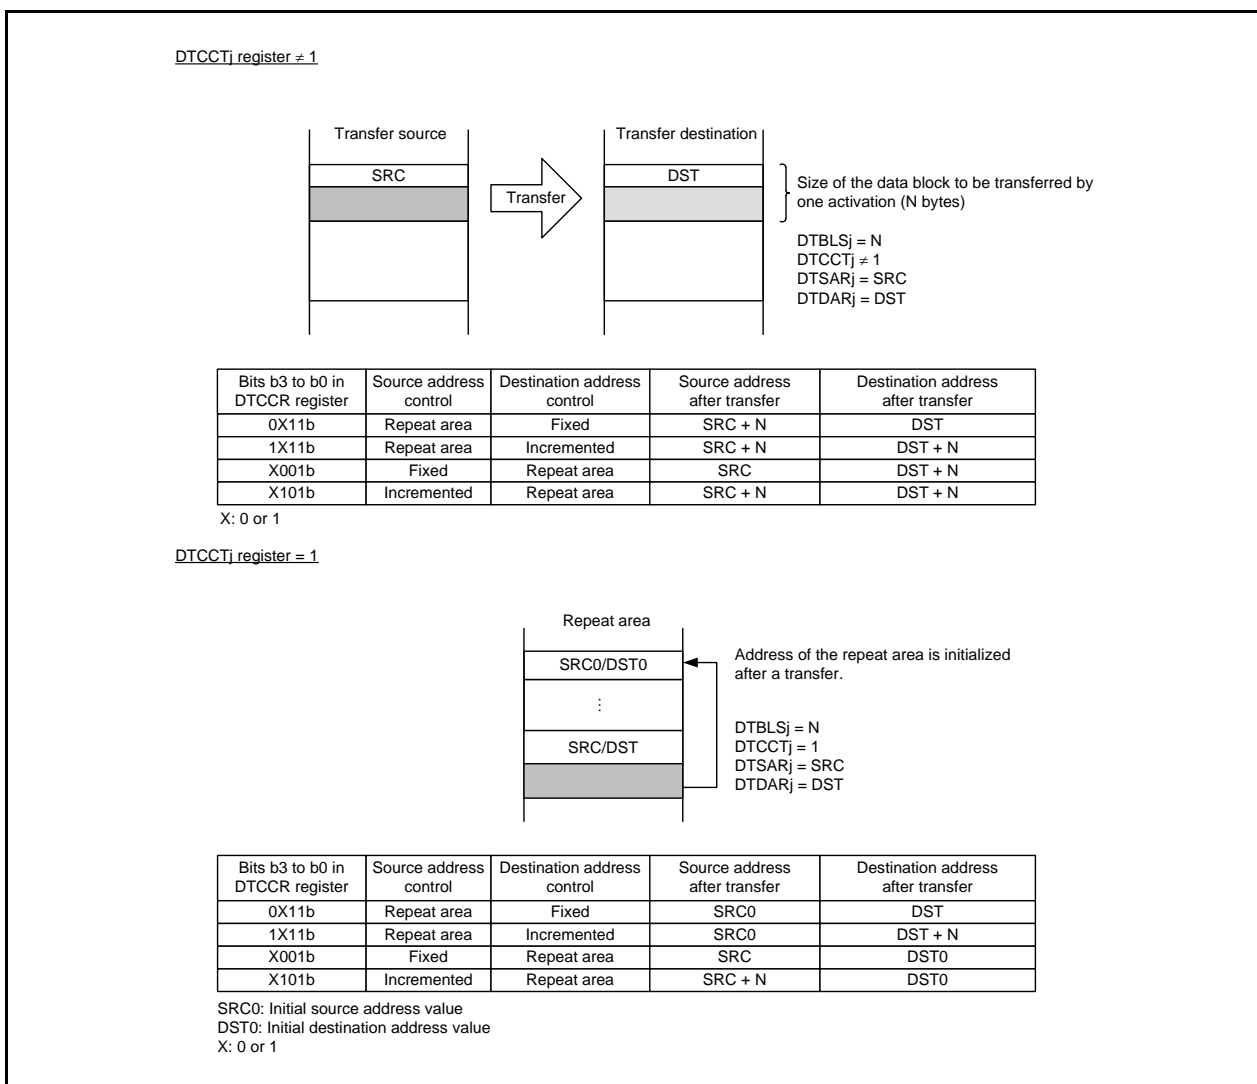 DTCCTj register ≠ 1
Transfer source
Transfer destination
SRC
DST
Transfer
Size of the data block to be transferred by
one activation (N bytes)
DTBLSj = N
DTCCTj ≠ 1
DTSARj = SRC
DTDARj = DST
Bits b3 to b0 in DTCCR register | Source address control | Destination address control | Source address after transfer | Destination address after transfer
0X11b | Repeat area | Fixed | SRC + N | DST
1X11b | Repeat area | Incremented | SRC + N | DST + N
X001b | Fixed | Repeat area | SRC | DST + N
X101b | Incremented | Repeat area | SRC + N | DST + N
X: 0 or 1
DTCCTj register = 1
Repeat area
SRC0/DST0
⋮
SRC/DST
Address of the repeat area is initialized
after a transfer.
DTBLSj = N
DTCCTj = 1
DTSARj = SRC
DTDARj = DST
Bits b3 to b0 in DTCCR register | Source address control | Destination address control | Source address after transfer | Destination address after transfer
0X11b | Repeat area | Fixed | SRC0 | DST
1X11b | Repeat area | Incremented | SRC0 | DST + N
X001b | Fixed | Repeat area | SRC | DST0
X101b | Incremented | Repeat area | SRC + N | DST0
SRC0: Initial source address value
DST0: Initial destination address value
X: 0 or 1